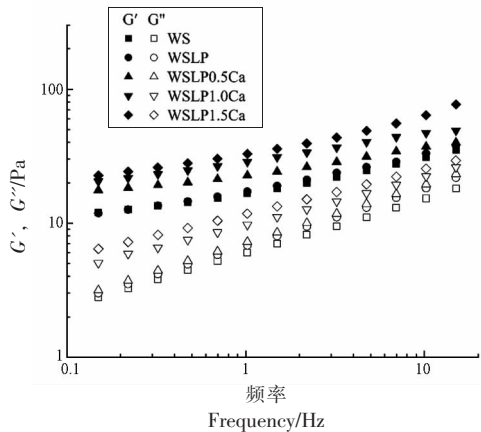 G′ G″
WS
WSLP
WSLP0.5Ca
WSLP1.0Ca
WSLP1.5Ca
100
10
1
G′, G″/Pa
0.1 1 10
频率
Frequency/Hz